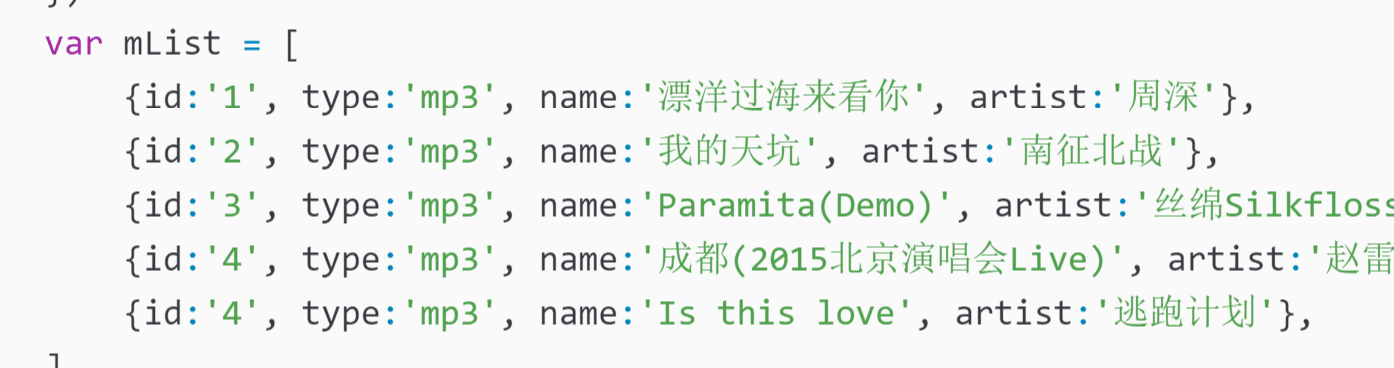 var mList = [
{id:'1', type:'mp3', name:'漂洋过海来看你', artist:'周深'},
{id:'2', type:'mp3', name:'我的天坑', artist:'南征北战'},
{id:'3', type:'mp3', name:'Paramita(Demo)', artist:'丝绵Silkfloss
{id:'4', type:'mp3', name:'成都(2015北京演唱会Live)', artist:'赵雷
{id:'4', type:'mp3', name:'Is this love', artist:'逃跑计划'},